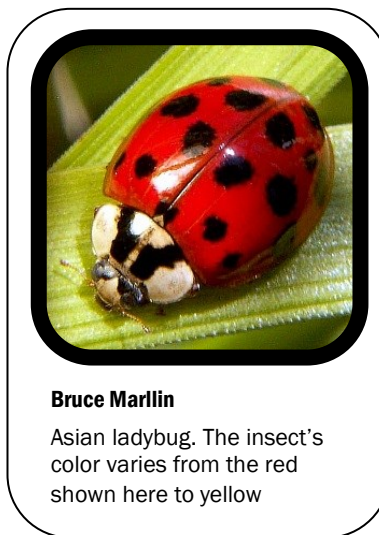 Bruce Marllin
Asian ladybug. The insect's
color varies from the red
shown here to yellow